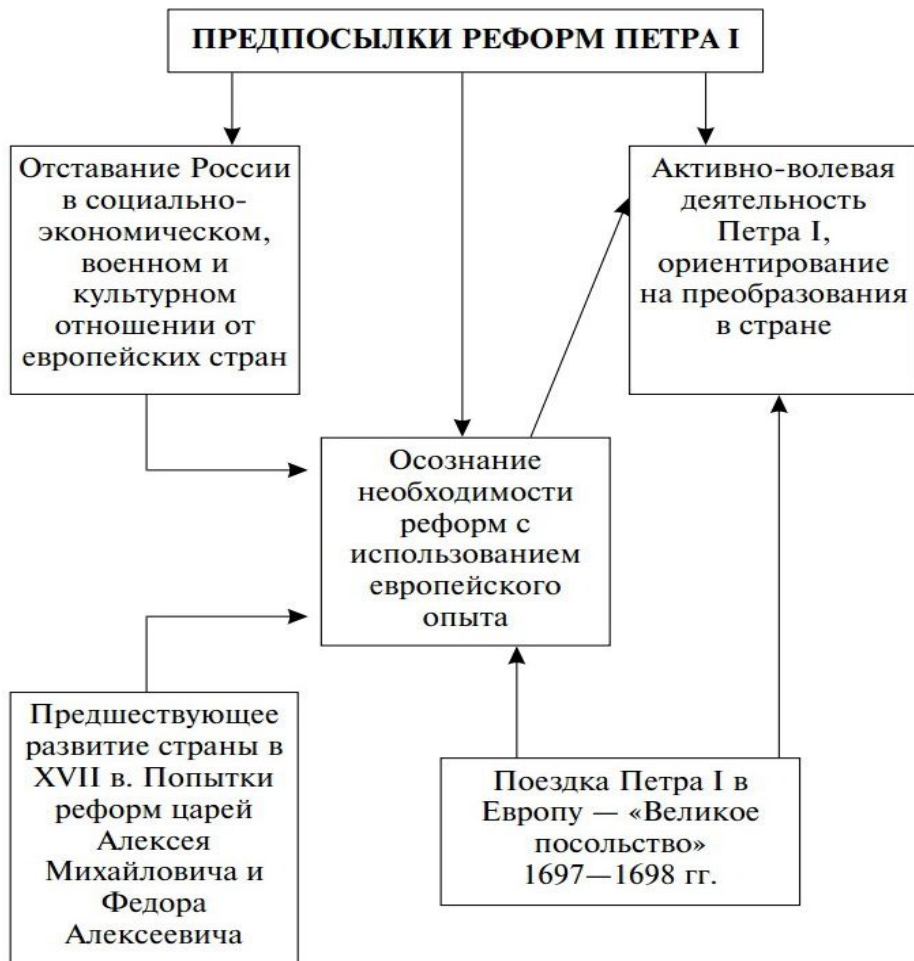 ПРЕДПОСЫЛКИ РЕФОРМ ПЕТРА I
Отставание России
в социально-
экономическом,
военном и
культурном
отношении от
европейских стран
Активно-волевая
деятельность
Петра I,
ориентирование
на преобразования
в стране
Осознание
необходимости
реформ с
использованием
европейского
опыта
Предшествующее
развитие страны в
XVII в. Попытки
реформ царей
Алексея
Михайловича и
Федора
Алексеевича
Поездка Петра I в
Европу — «Великое
посольство»
1697—1698 гг.